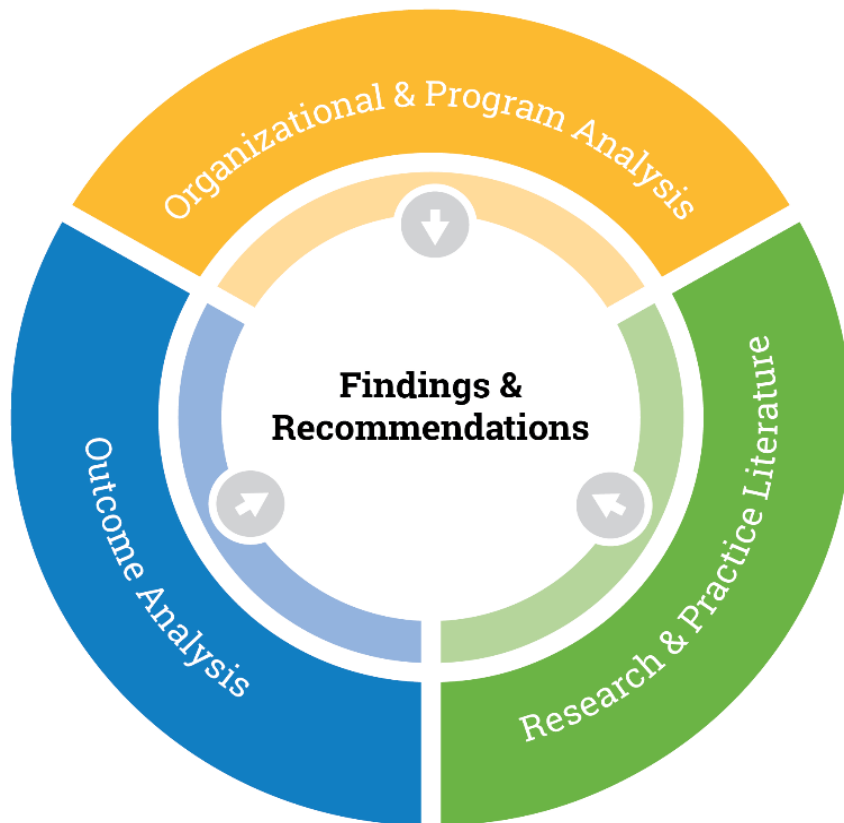 Organizational & Program Analysis
Findings &
Recommendations
Outcome Analysis
Research & Practice Literature